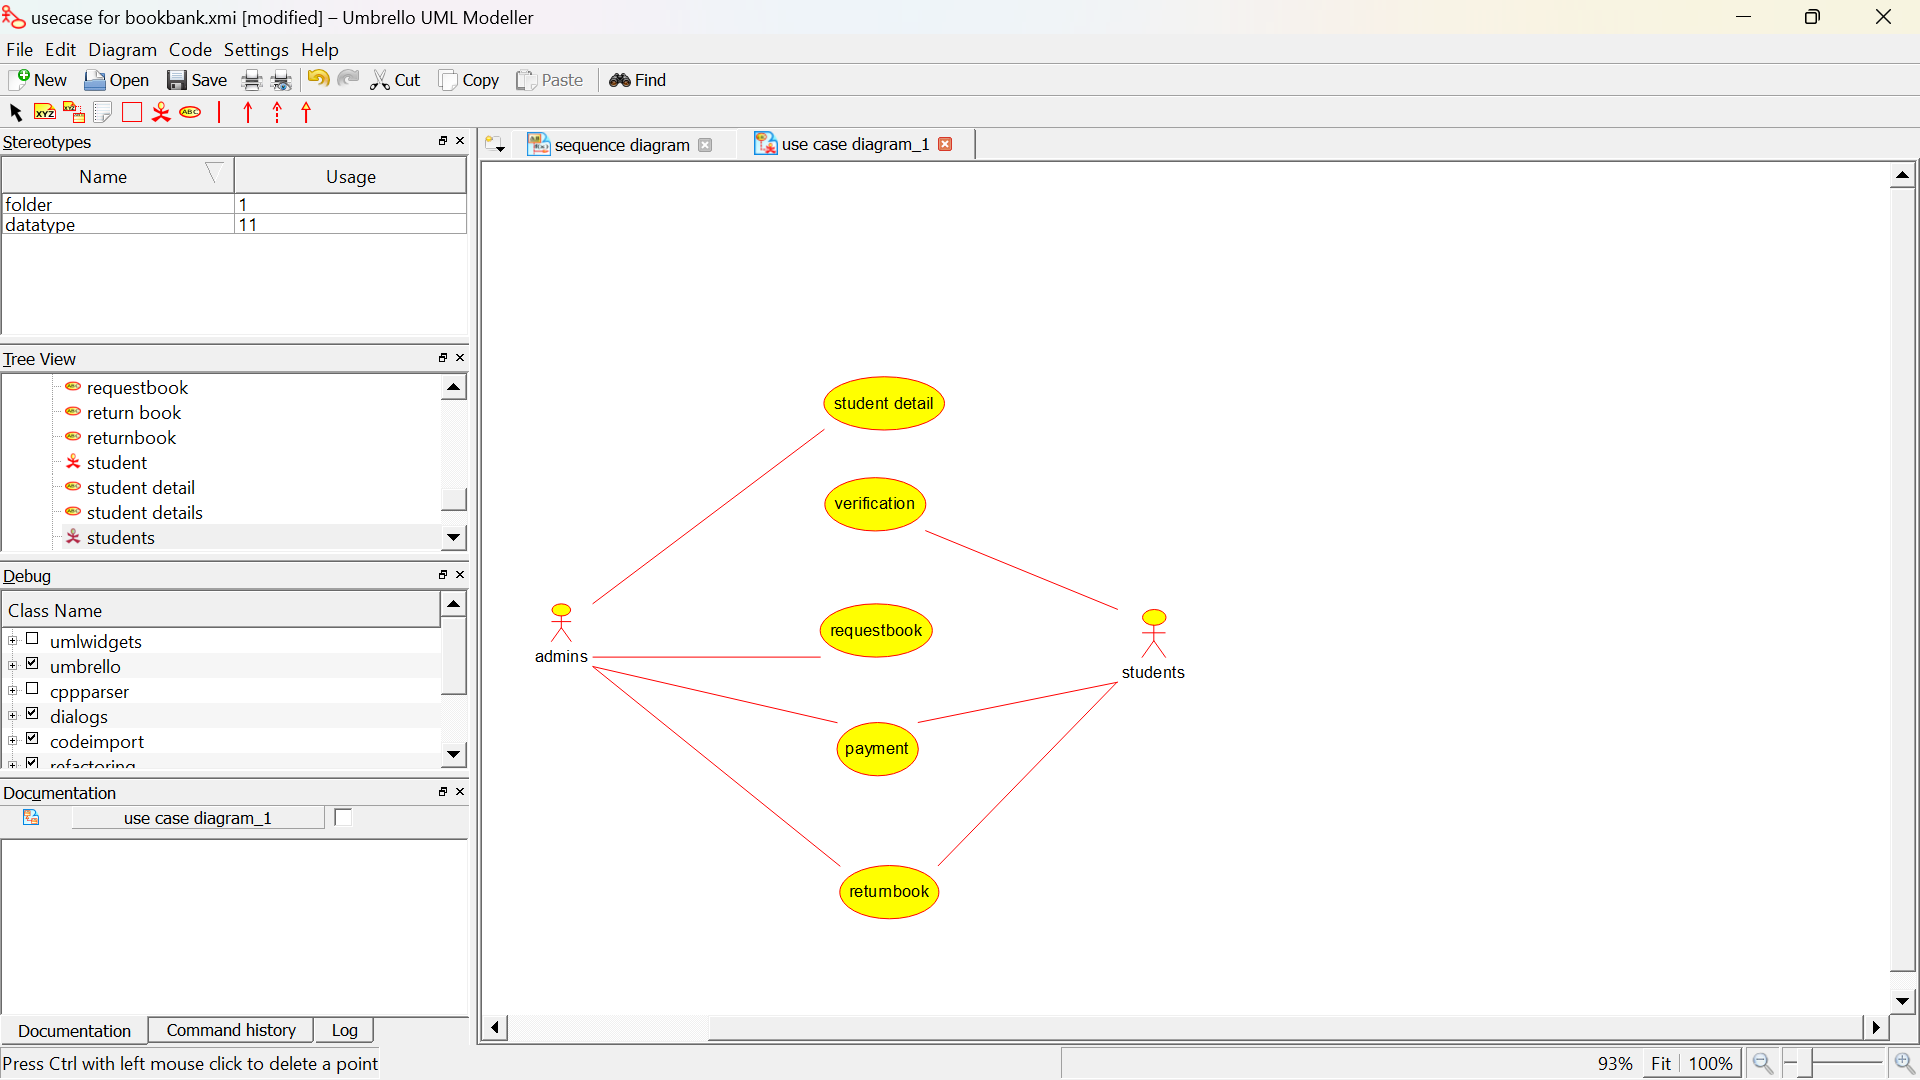 usecase for bookbank.xmi [modified] – Umbrello UML Modeller
File Edit Diagram Code Settings Help
New Open Save Cut Copy Paste Find
XYZ XYZ ABC
Stereotypes
Name Usage
folder 1
datatype 11
Tree View
requestbook
return book
returnbook
student
student detail
student details
students
Debug
Class Name
umlwidgets
umbrello
cppparser
dialogs
codeimport
refactoring
Documentation
use case diagram_1
Documentation Command history Log
Press Ctrl with left mouse click to delete a point
sequence diagram use case diagram_1
student detail
verification
requestbook
admins
students
payment
returnbook
93% Fit 100%